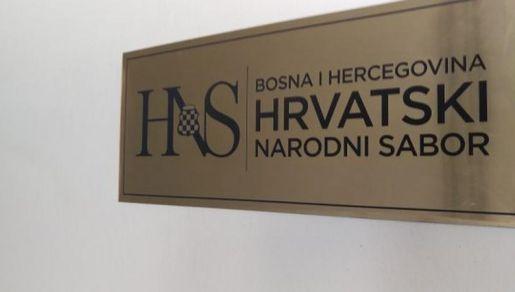 HNS
BOSNA I HERCEGOVINA
HRVATSKI
NARODNI SABOR